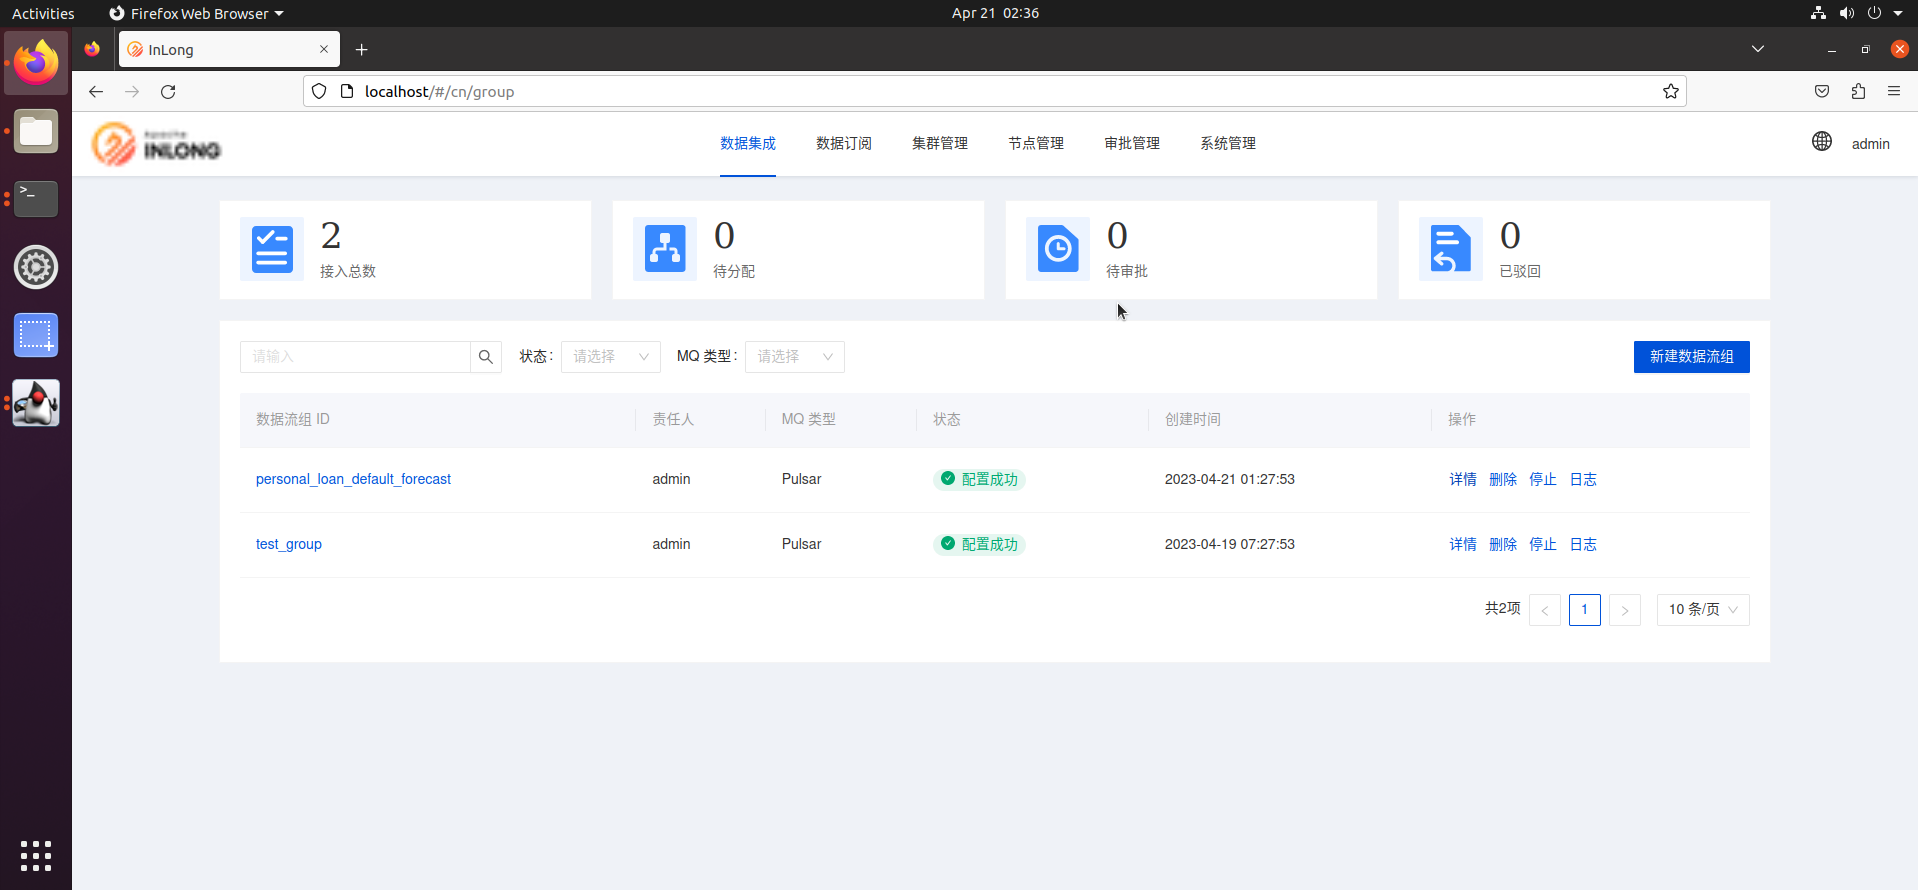 Activities
Firefox Web Browser
Apr 21 02:36
InLong
localhost/#/cn/group
Apache
INLONG
数据集成
数据订阅
集群管理
节点管理
审批管理
系统管理
admin
2
接入总数
0
待分配
0
待审批
0
已驳回
请输入
状态:
请选择
MQ 类型:
请选择
新建数据流组
数据流组 ID 责任人 MQ 类型 状态 创建时间 操作
personal_loan_default_forecast admin Pulsar 配置成功 2023-04-21 01:27:53 详情 删除 停止 日志
test_group admin Pulsar 配置成功 2023-04-19 07:27:53 详情 删除 停止 日志
共2项 < 1 > 10 条/页